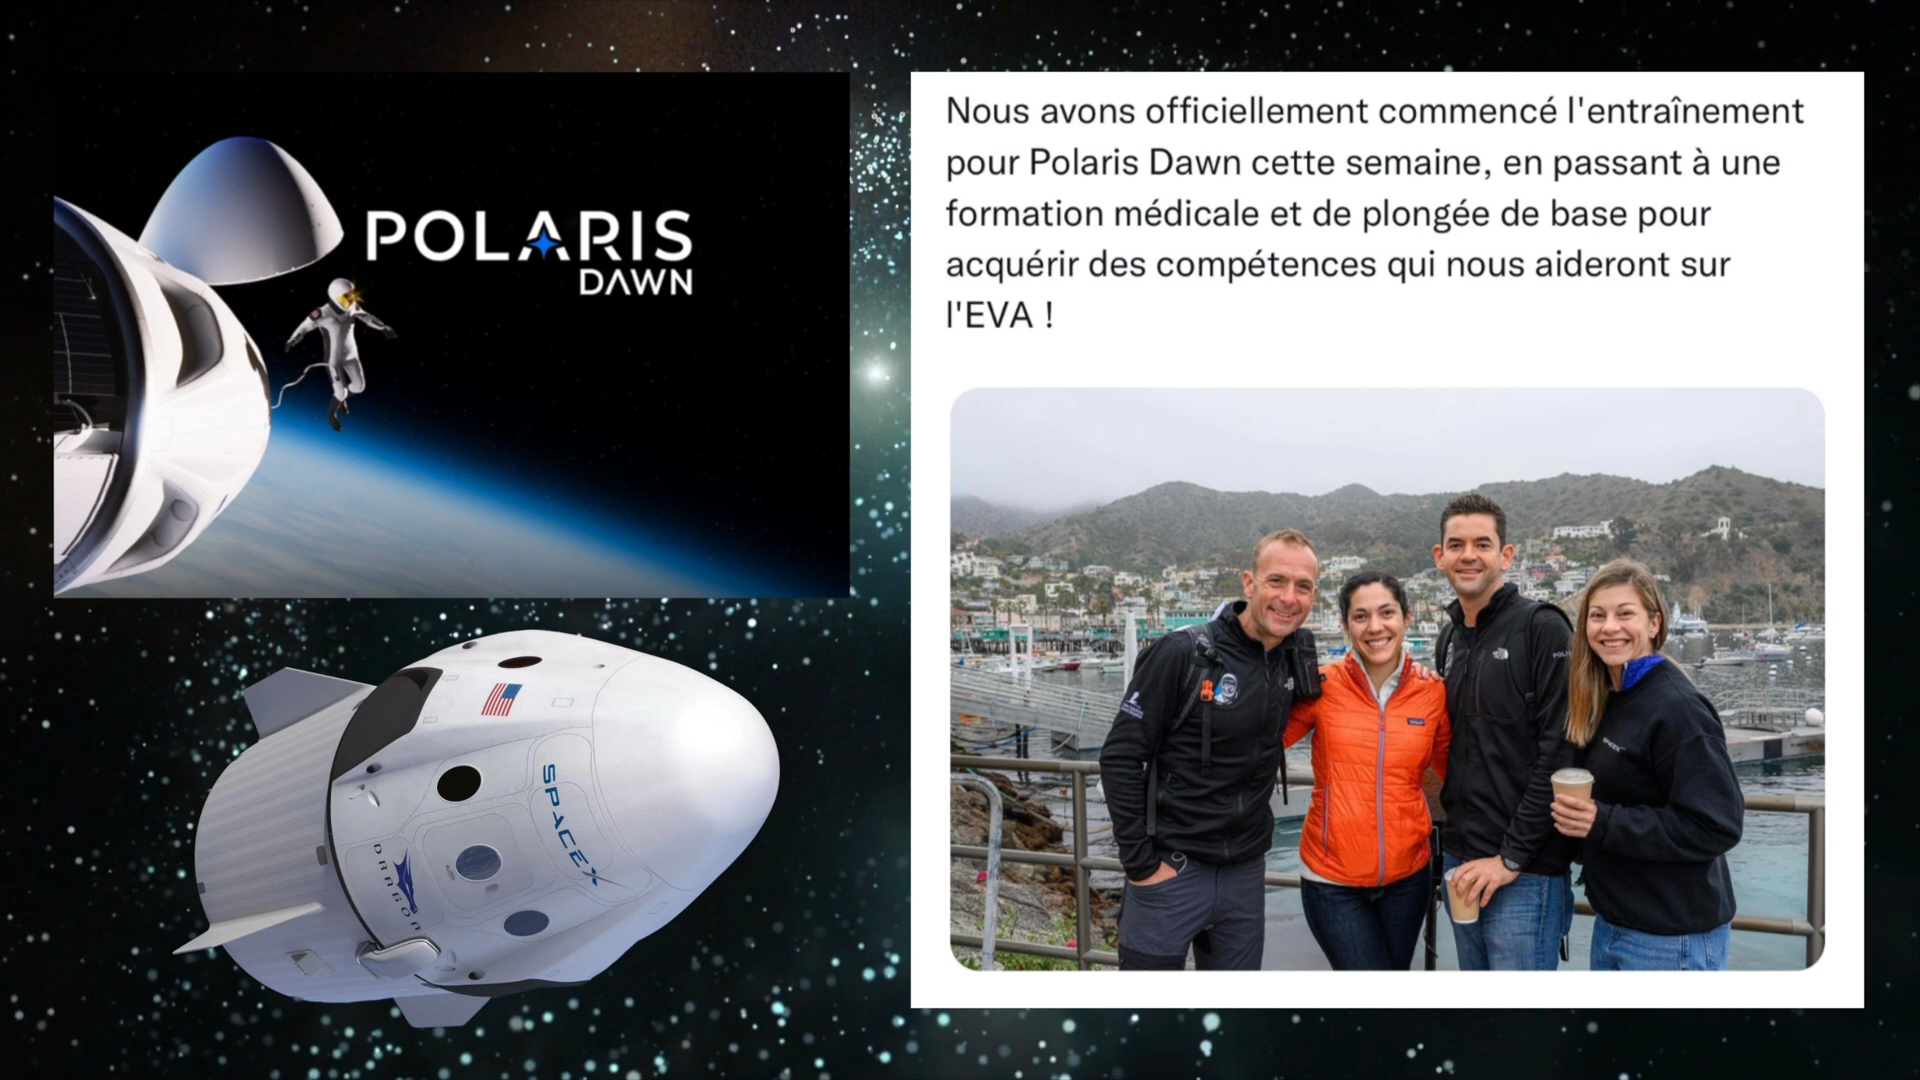 POLARIS
DAWN
Nous avons officiellement commencé l'entraînement
pour Polaris Dawn cette semaine, en passant à une
formation médicale et de plongée de base pour
acquérir des compétences qui nous aideront sur
l'EVA !
SPACEX
DRAGON